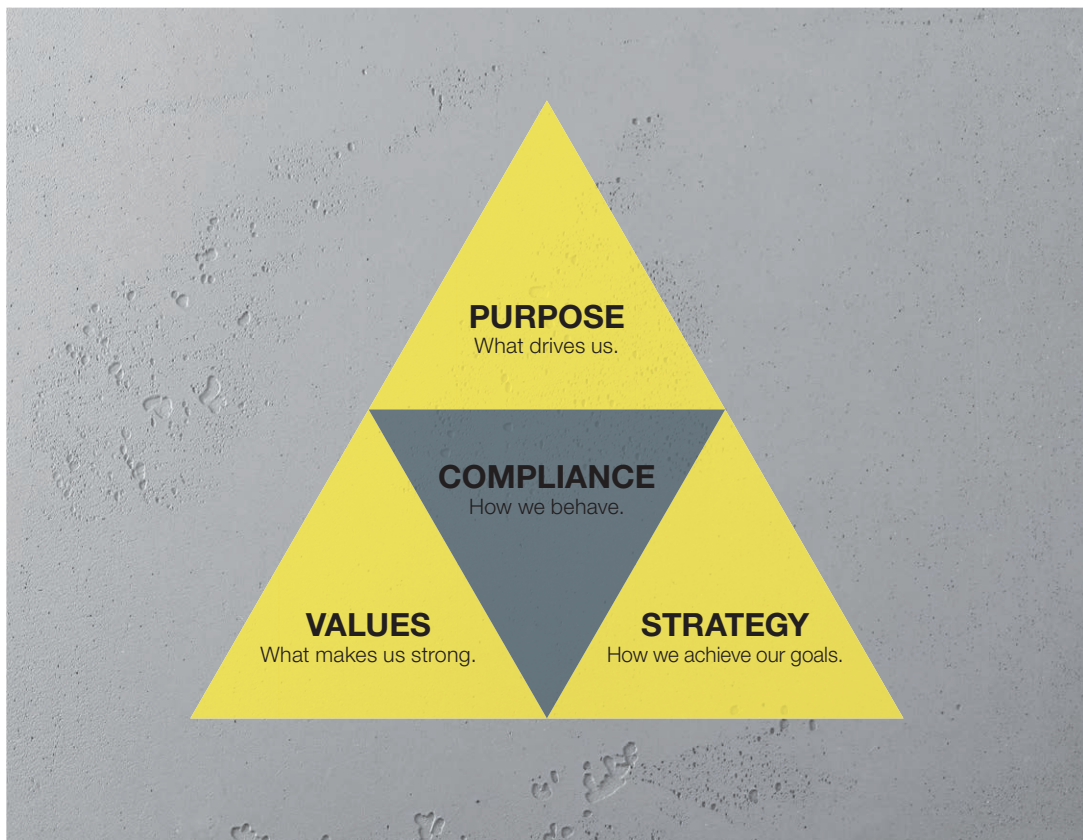 PURPOSE
What drives us.
COMPLIANCE
How we behave.
VALUES
What makes us strong.
STRATEGY
How we achieve our goals.